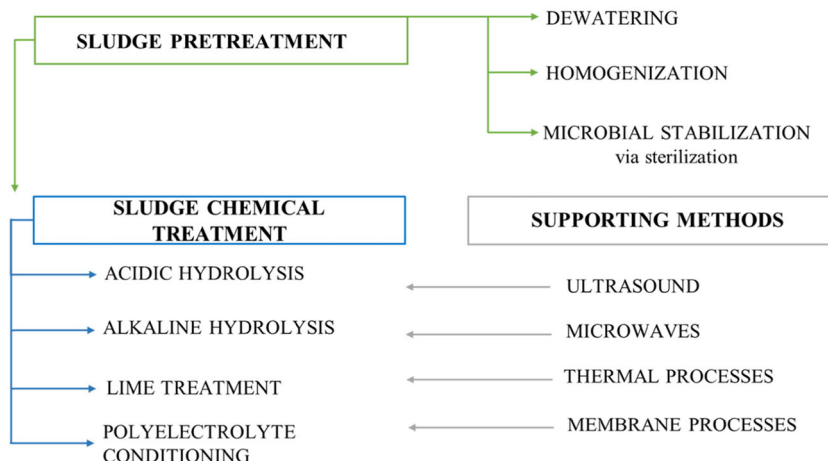 SLUDGE PRETREATMENT
DEWATERING
HOMOGENIZATION
MICROBIAL STABILIZATION
via sterilization
SLUDGE CHEMICAL
TREATMENT
ACIDIC HYDROLYSIS
ALKALINE HYDROLYSIS
LIME TREATMENT
POLYELECTROLYTE
CONDITIONING
SUPPORTING METHODS
ULTRASOUND
MICROWAVES
THERMAL PROCESSES
MEMBRANE PROCESSES